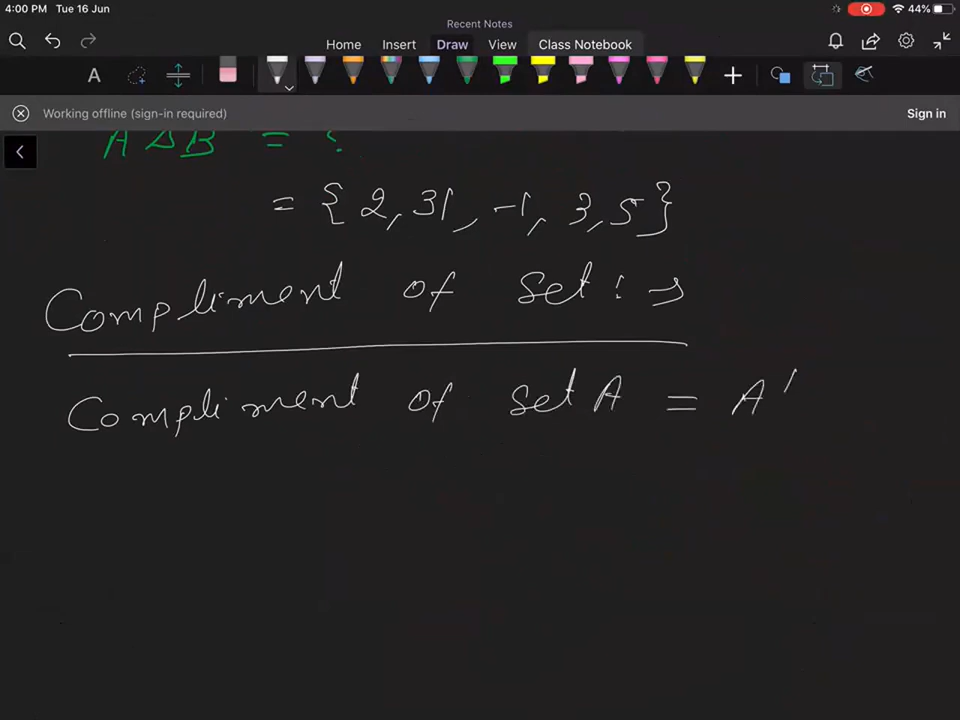 4:00 PM Tue 16 Jun
44%
Recent Notes
Home Insert Draw View Class Notebook
A
Working offline (sign-in required) Sign in
A Δ B = ?
= {2, 31, -1, 3, 5}
Compliment of set : →
Compliment of set A = A'